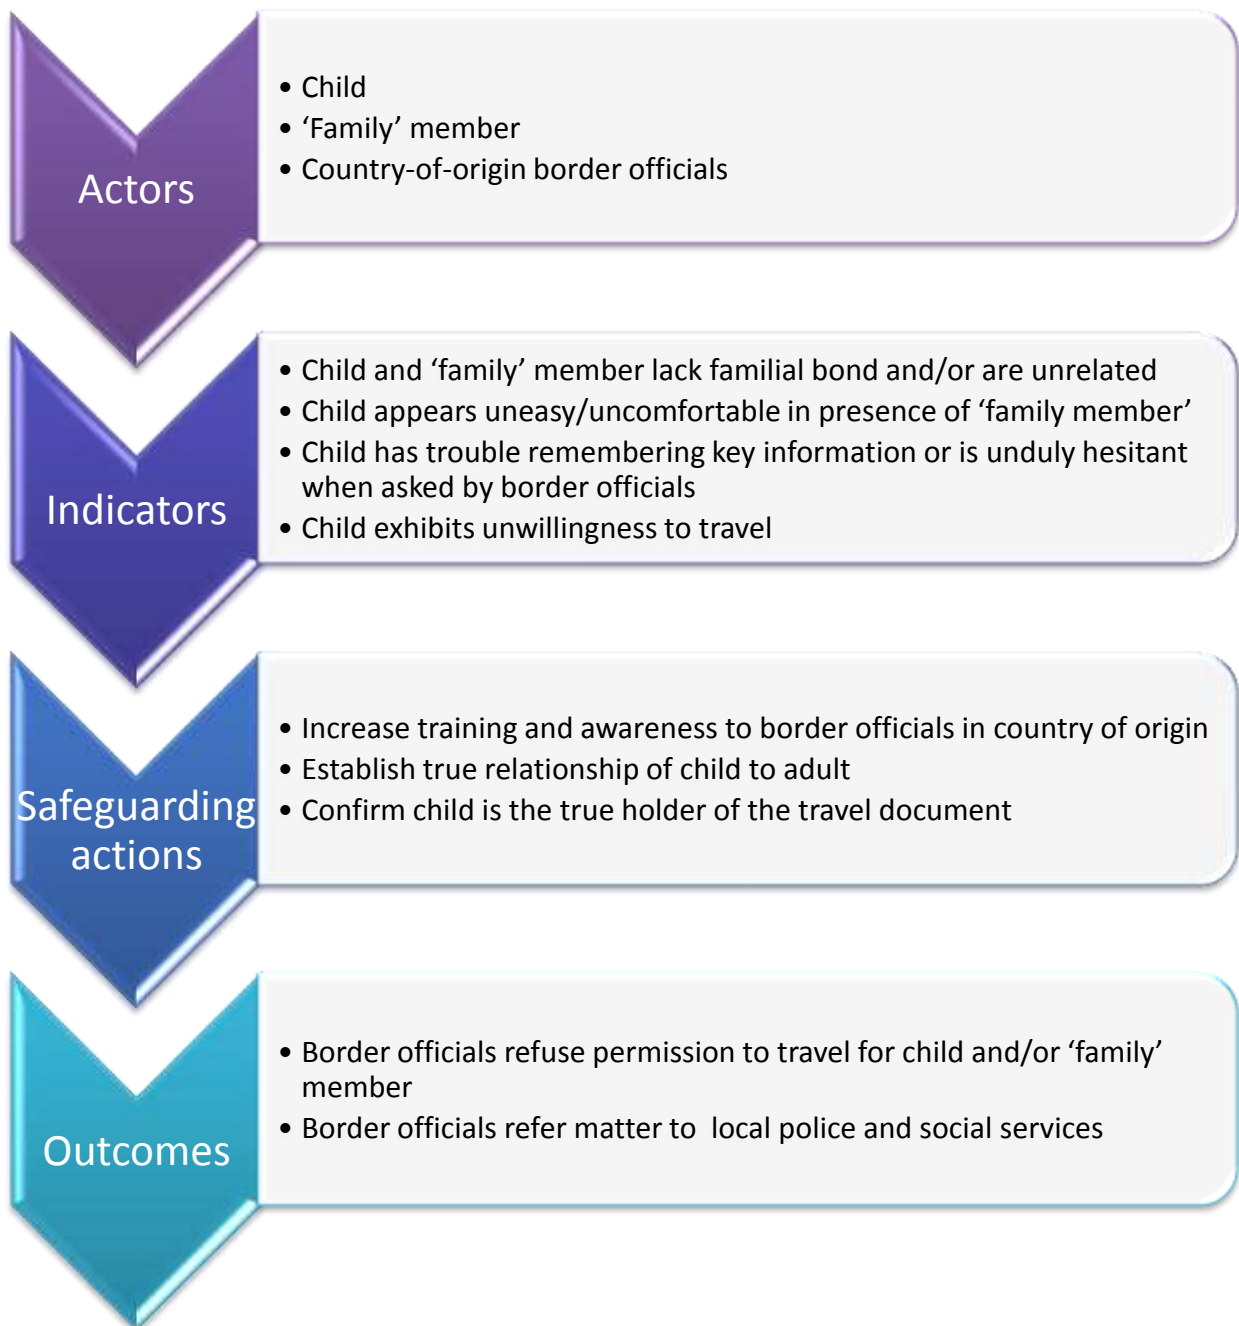 Actors
• Child
• ‘Family’ member
• Country-of-origin border officials
Indicators
• Child and ‘family’ member lack familial bond and/or are unrelated
• Child appears uneasy/uncomfortable in presence of ‘family member’
• Child has trouble remembering key information or is unduly hesitant
when asked by border officials
• Child exhibits unwillingness to travel
Safeguarding
actions
• Increase training and awareness to border officials in country of origin
• Establish true relationship of child to adult
• Confirm child is the true holder of the travel document
Outcomes
• Border officials refuse permission to travel for child and/or ‘family’
member
• Border officials refer matter to  local police and social services